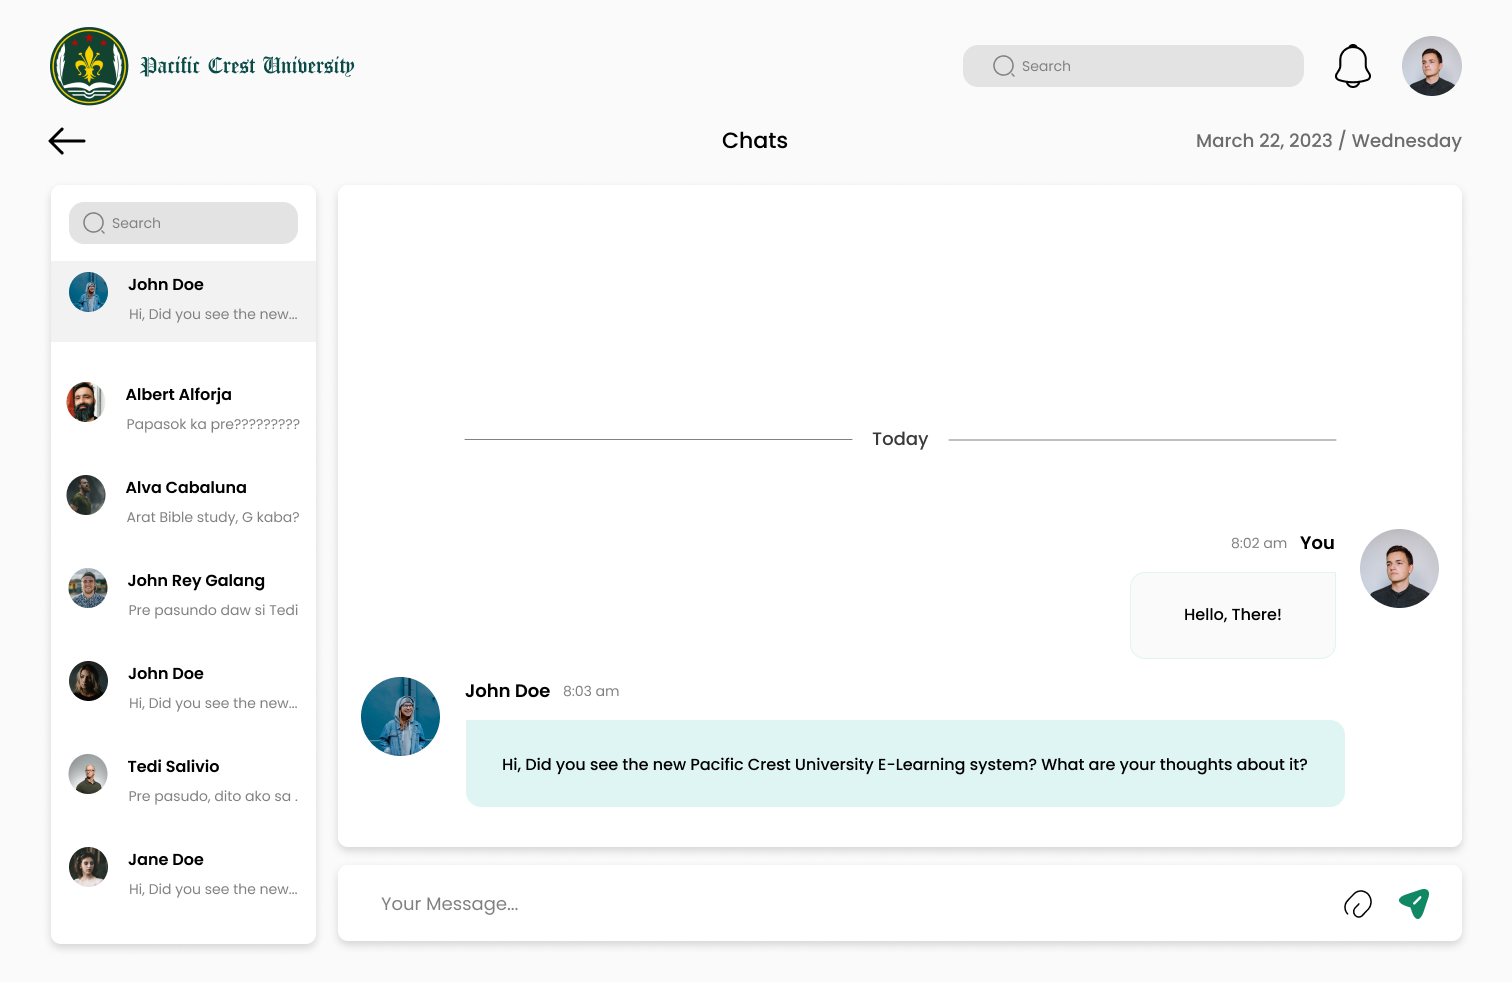 Pacific Crest University
Search
Chats
March 22, 2023 / Wednesday
Search
John Doe
Hi, Did you see the new...
Albert Alforja
Papasok ka pre?????????
Alva Cabaluna
Arat Bible study, G kaba?
John Rey Galang
Pre pasundo daw si Tedi
John Doe
Hi, Did you see the new...
Tedi Salivio
Pre pasudo, dito ako sa .
Jane Doe
Hi, Did you see the new...
Today
8:02 am You
Hello, There!
John Doe 8:03 am
Hi, Did you see the new Pacific Crest University E-Learning system? What are your thoughts about it?
Your Message...